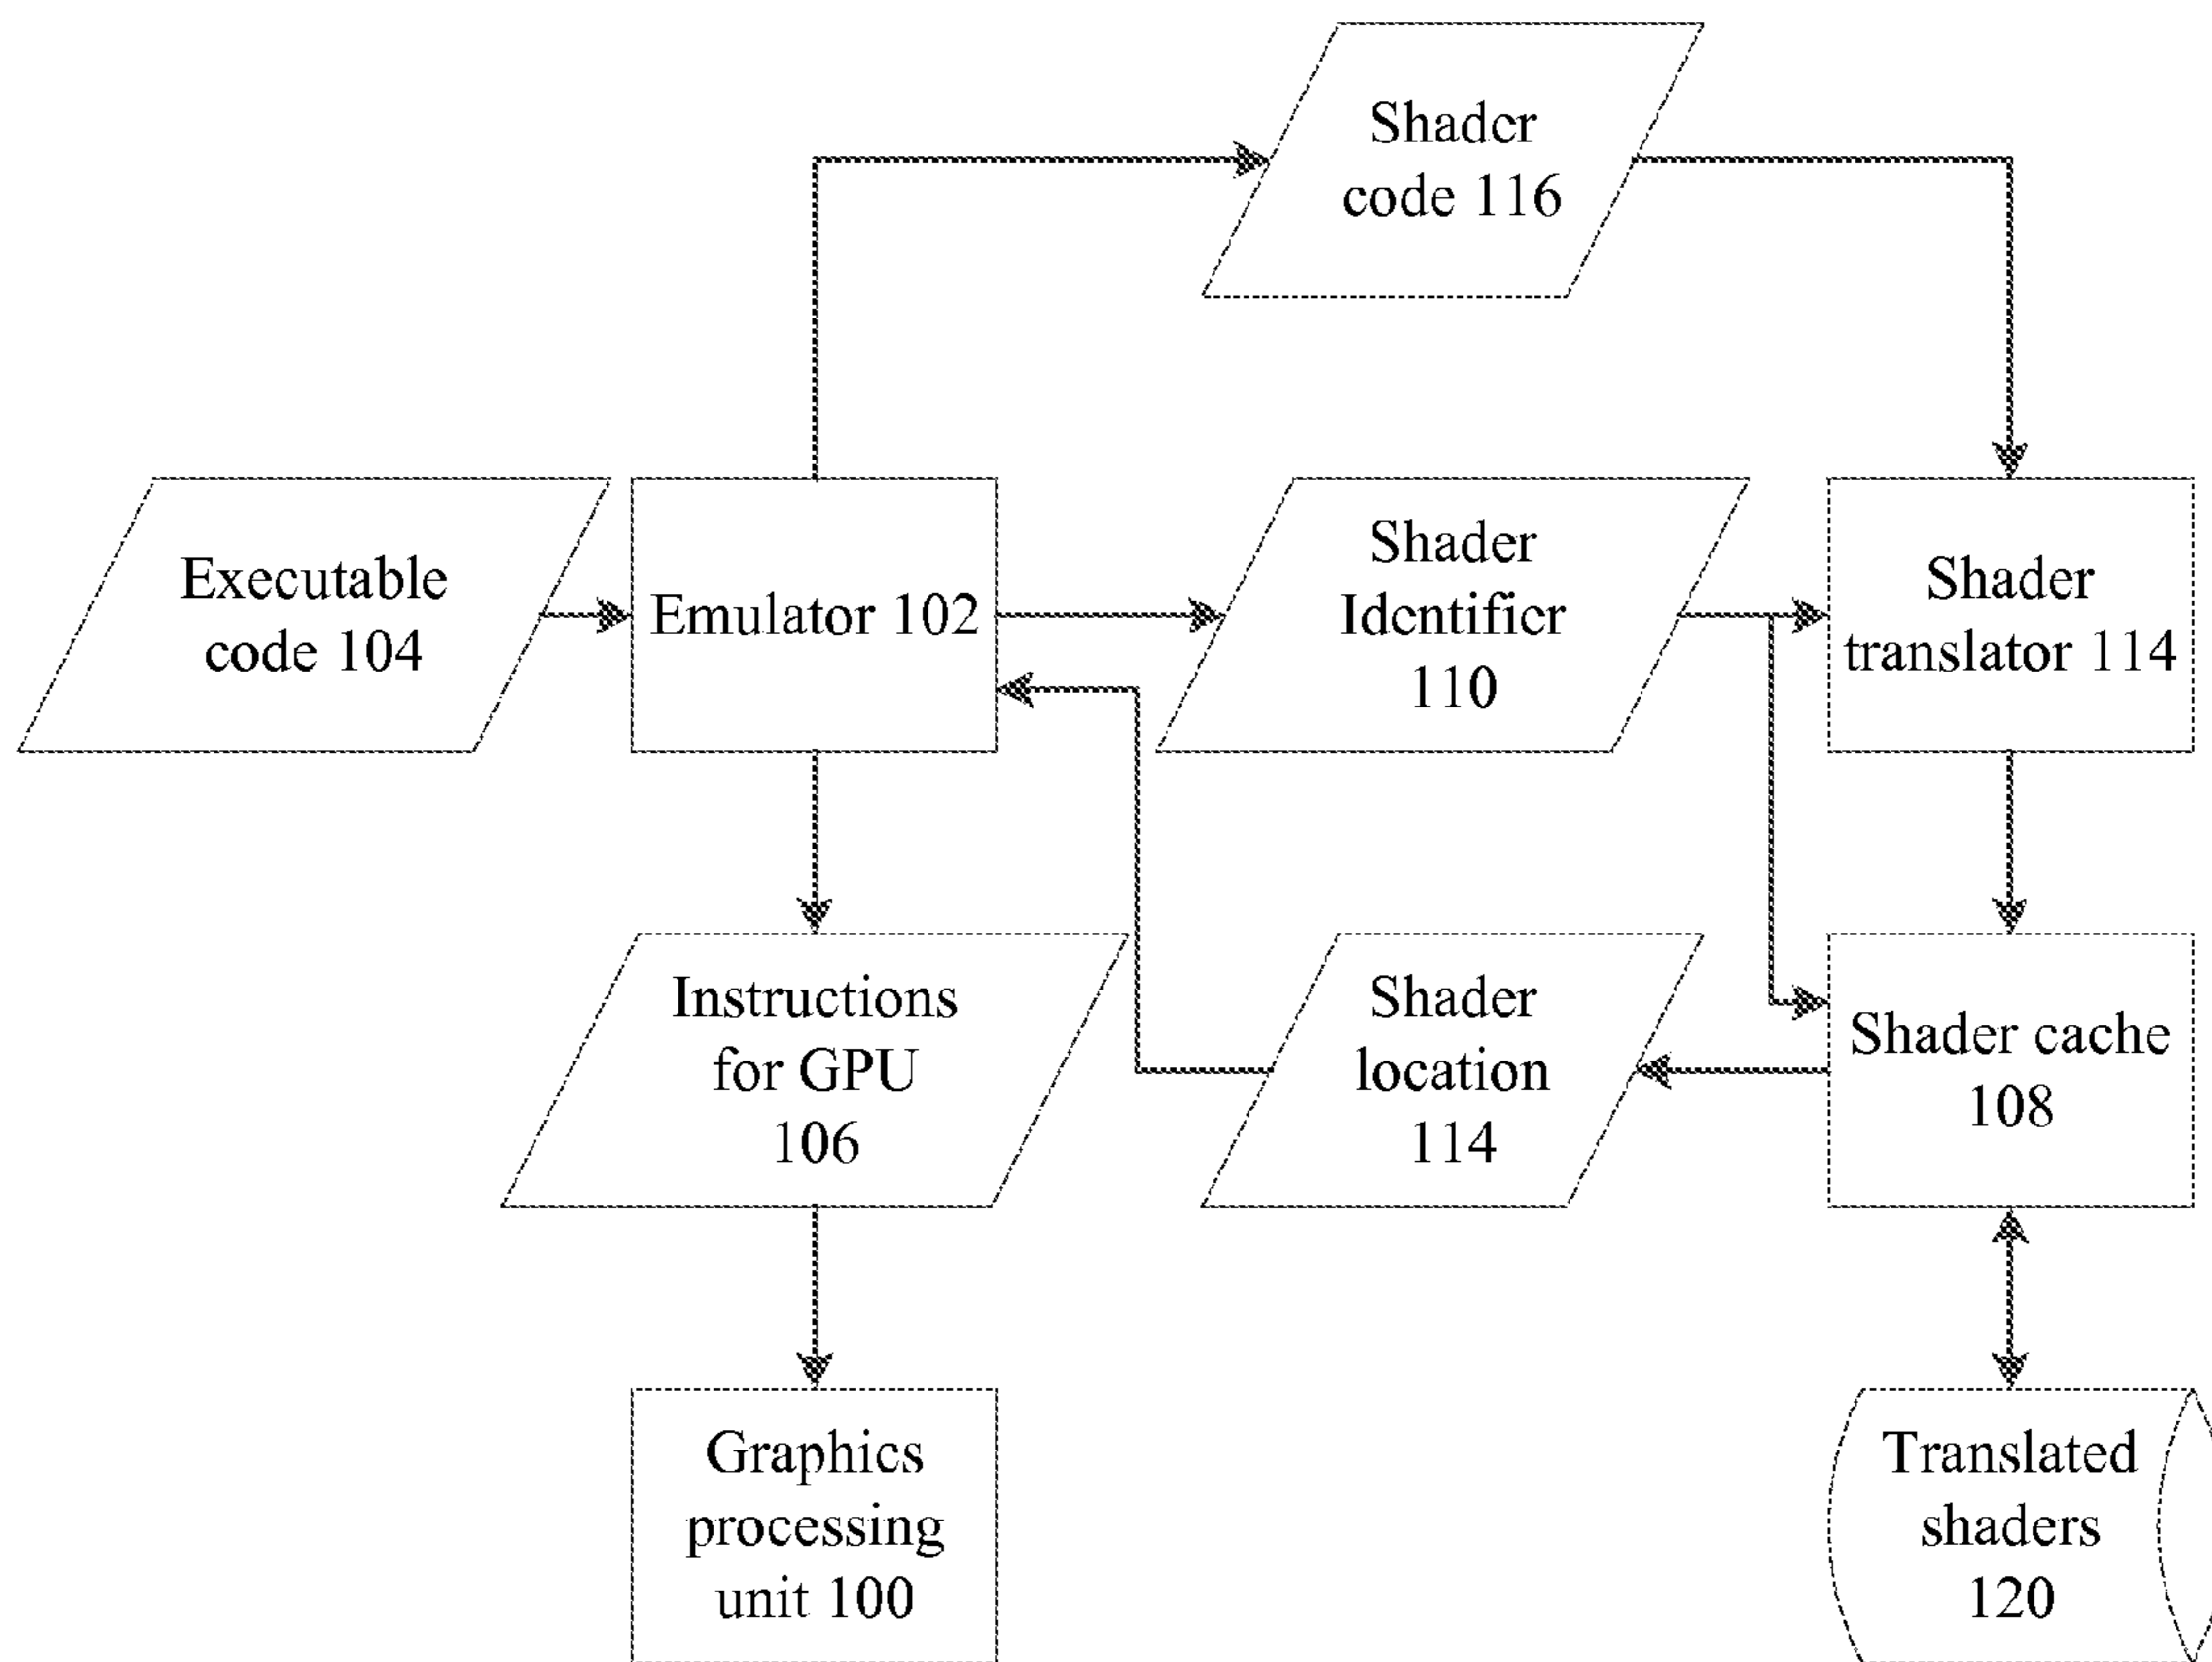 Shader
code 116
Executable
code 104
Emulator 102
Shader
Identifier
110
Shader
translator 114
Instructions
for GPU
106
Shader
location
114
Shader cache
108
Graphics
processing
unit 100
Translated
shaders
120